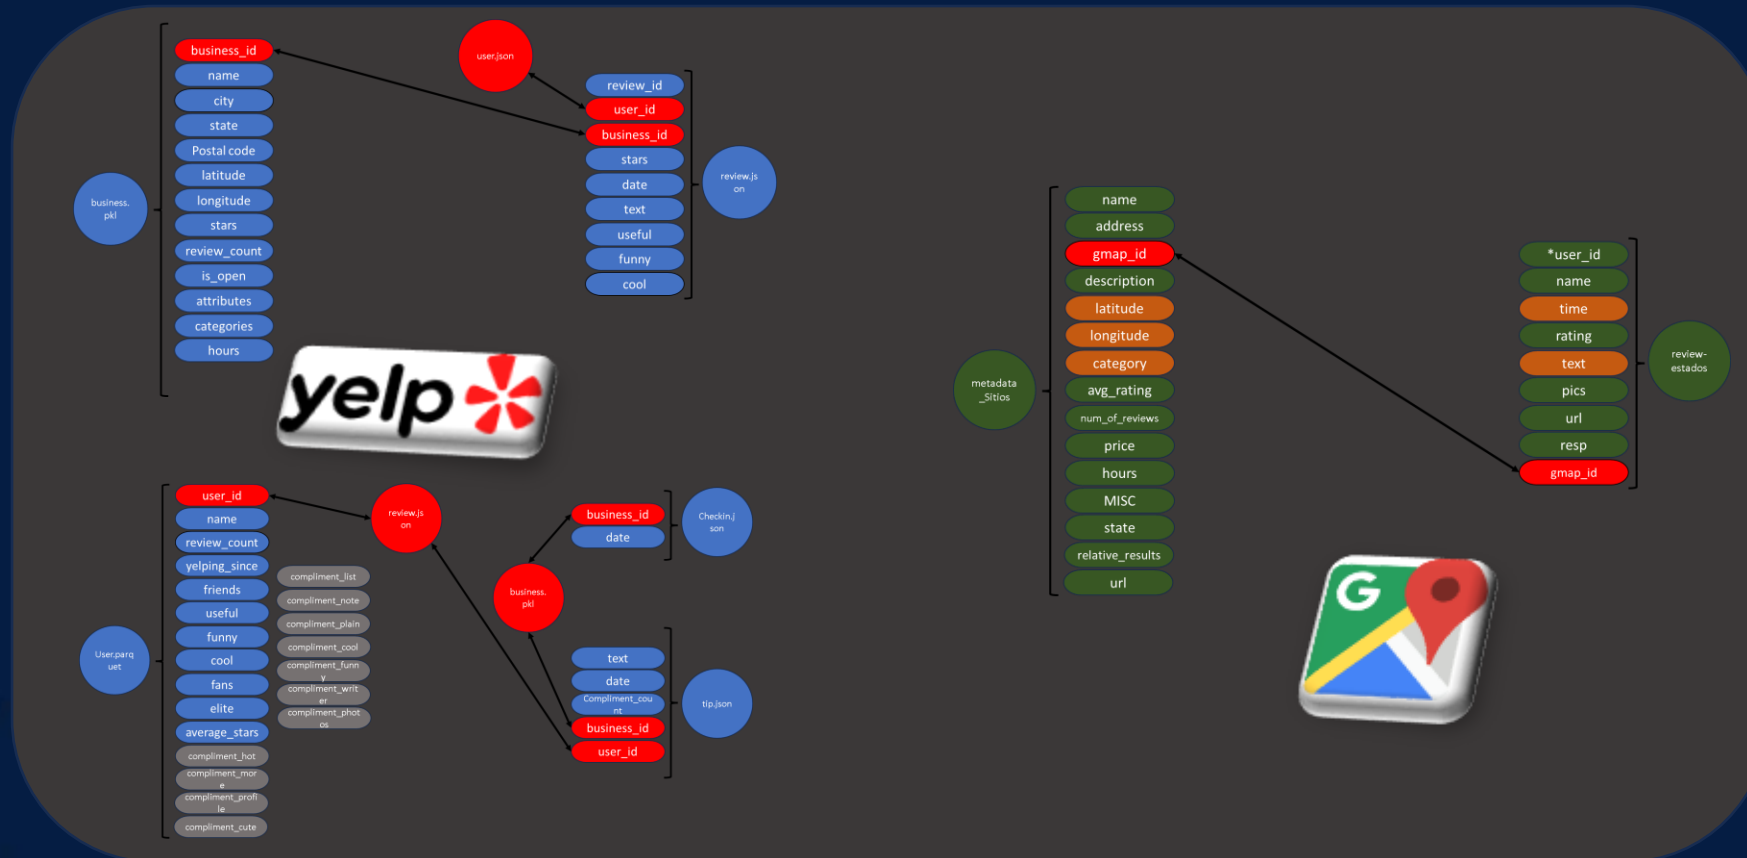 business_id
name
city
state
Postal code
latitude
longitude
stars
review_count
is_open
attributes
categories
hours
business.
pkl
user.json
review_id
user_id
business_id
stars
date
text
useful
funny
cool
review.js
on
yelp
user_id
name
review_count
yelping_since
friends
useful
funny
cool
fans
elite
average_stars
compliment_hot
compliment_mor
e
compliment_profi
le
compliment_cute
compliment_list
compliment_note
compliment_plain
compliment_cool
compliment_funn
y
compliment_writ
er
compliment_phot
os
User.parq
uet
review.js
on
business_id
date
Checkin.j
son
business.
pkl
text
date
Compliment_cou
nt
business_id
user_id
tip.json
name
address
gmap_id
description
latitude
longitude
category
avg_rating
num_of_reviews
price
hours
MISC
state
relative_results
url
metadata
_Sitios
*user_id
name
time
rating
text
pics
url
resp
gmap_id
review-
estados
G